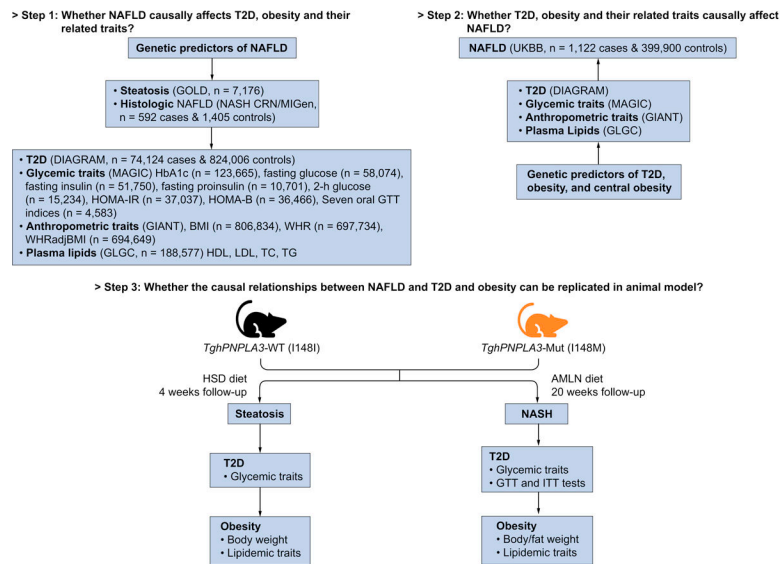 > Step 1: Whether NAFLD causally affects T2D, obesity and their
related traits?
Genetic predictors of NAFLD
• Steatosis (GOLD, n = 7,176)
• Histologic NAFLD (NASH CRN/MIGen,
n = 592 cases & 1,405 controls)
• T2D (DIAGRAM, n = 74,124 cases & 824,006 controls)
• Glycemic traits (MAGIC) HbA1c (n = 123,665), fasting glucose (n = 58,074),
fasting insulin (n = 51,750), fasting proinsulin (n = 10,701), 2-h glucose
(n = 15,234), HOMA-IR (n = 37,037), HOMA-B (n = 36,466), Seven oral GTT
indices (n = 4,583)
• Anthropometric traits (GIANT), BMI (n = 806,834), WHR (n = 697,734),
WHRadjBMI (n = 694,649)
• Plasma lipids (GLGC, n = 188,577) HDL, LDL, TC, TG
> Step 2: Whether T2D, obesity and their related traits causally affect
NAFLD?
NAFLD (UKBB, n = 1,122 cases & 399,900 controls)
• T2D (DIAGRAM)
• Glycemic traits (MAGIC)
• Anthropometric traits (GIANT)
• Plasma Lipids (GLGC)
Genetic predictors of T2D,
obesity, and central obesity
> Step 3: Whether the causal relationships between NAFLD and T2D and obesity can be replicated in animal model?
TghPNPLA3-WT (I148I)
TghPNPLA3-Mut (I148M)
HSD diet
4 weeks follow-up
AMLN diet
20 weeks follow-up
Steatosis
NASH
T2D
• Glycemic traits
T2D
• Glycemic traits
• GTT and ITT tests
Obesity
• Body weight
• Lipidemic traits
Obesity
• Body/fat weight
• Lipidemic traits